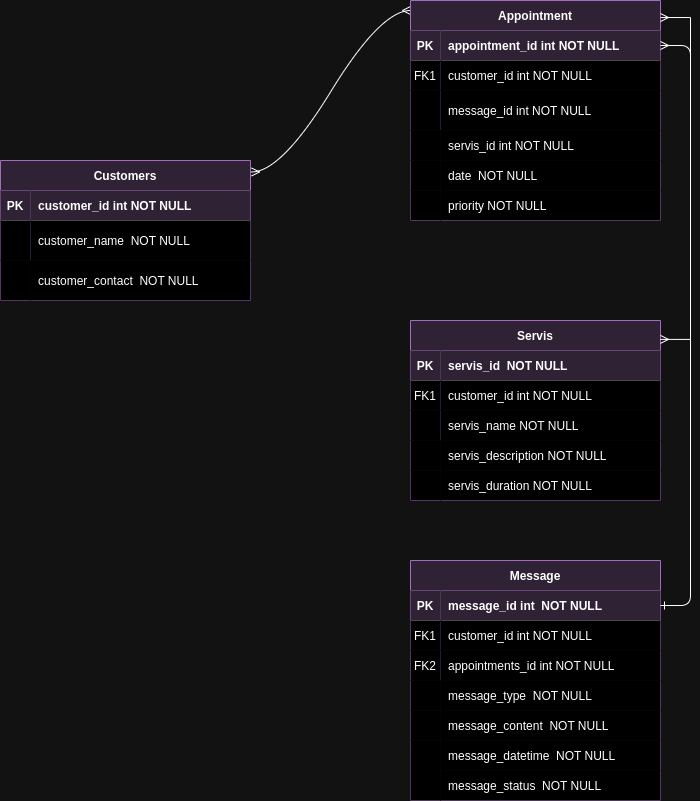 Appointment
PK appointment_id int NOT NULL
FK1 customer_id int NOT NULL
message_id int NOT NULL
servis_id int NOT NULL
date  NOT NULL
priority NOT NULL
Customers
PK customer_id int NOT NULL
customer_name  NOT NULL
customer_contact  NOT NULL
Servis
PK servis_id  NOT NULL
FK1 customer_id int NOT NULL
servis_name NOT NULL
servis_description NOT NULL
servis_duration NOT NULL
Message
PK message_id int  NOT NULL
FK1 customer_id int NOT NULL
FK2 appointments_id int NOT NULL
message_type  NOT NULL
message_content  NOT NULL
message_datetime  NOT NULL
message_status  NOT NULL